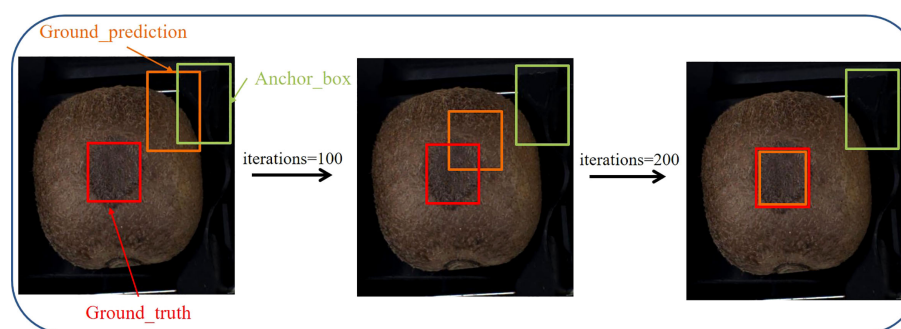 Ground_prediction
Anchor_box
iterations=100
iterations=200
Ground_truth